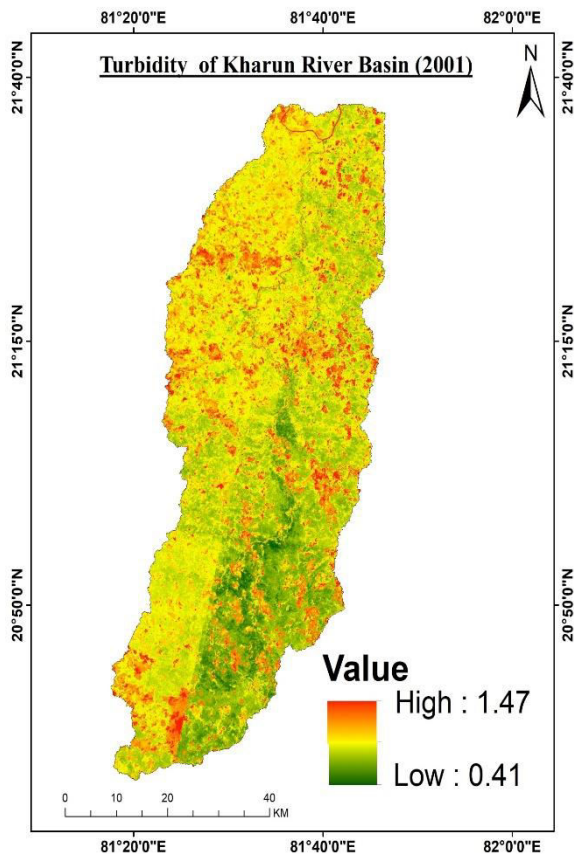 81°20'0"E 81°40'0"E 82°0'0"E
Turbidity of Kharun River Basin (2001)
N
21°40'0"N 21°40'0"N
21°15'0"N 21°15'0"N
20°50'0"N 20°50'0"N
Value
High : 1.47
Low : 0.41
0 10 20 40
KM
81°20'0"E 81°40'0"E 82°0'0"E